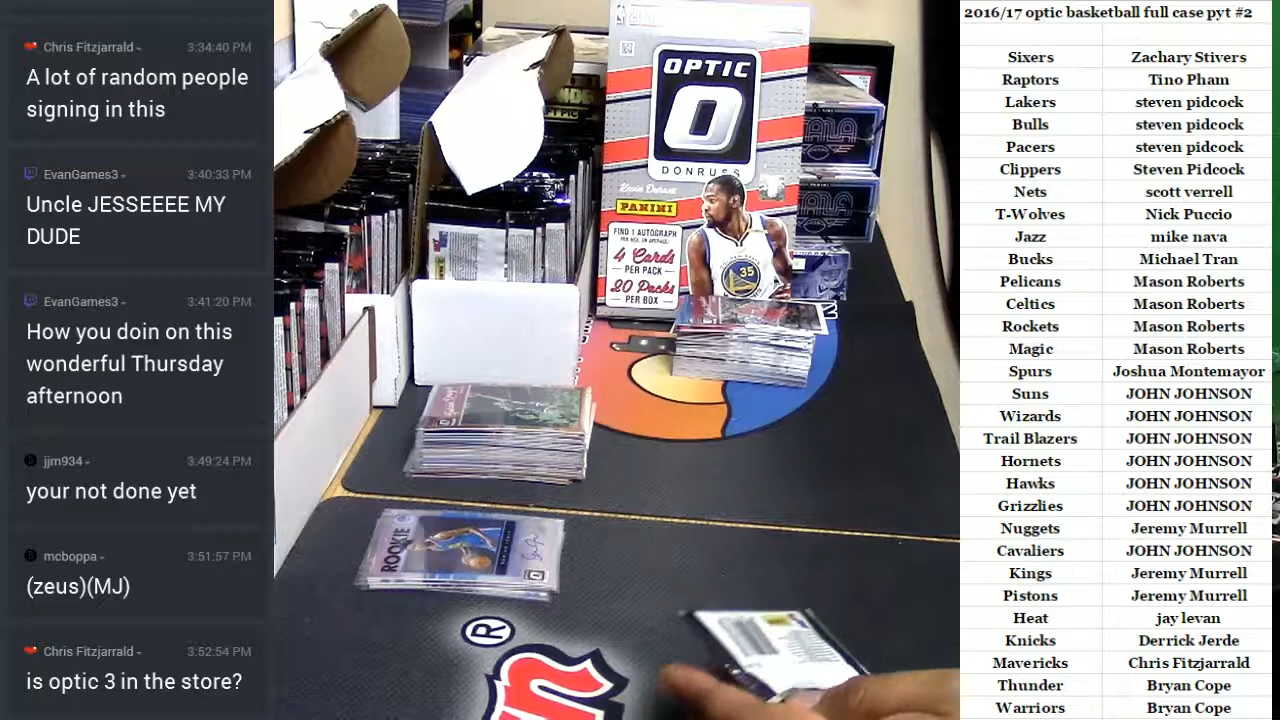 Chris Fitzjarrald
3:34:40 PM
A lot of random people
signing in this
EvanGames3
3:40:33 PM
Uncle JESSEEEE MY
DUDE
EvanGames3
3:41:20 PM
How you doin on this
wonderful Thursday
afternoon
jjm934
3:49:24 PM
your not done yet
mcboppa
3:51:57 PM
(zeus)(MJ)
Chris Fitzjarrald
3:52:54 PM
is optic 3 in the store?
OPTIC
O
DONRUSS
Kevin Durant
PANINI
FIND 1 AUTOGRAPH
PER BOX, ON AVERAGE!
4 Cards
PER PACK
20 Packs
PER BOX
35
ROOKIE
®
2016/17 optic basketball full case pyt #2
Sixers Zachary Stivers
Raptors Tino Pham
Lakers steven pidcock
Bulls steven pidcock
Pacers steven pidcock
Clippers Steven Pidcock
Nets scott verrell
T-Wolves Nick Puccio
Jazz mike nava
Bucks Michael Tran
Pelicans Mason Roberts
Celtics Mason Roberts
Rockets Mason Roberts
Magic Mason Roberts
Spurs Joshua Montemayor
Suns JOHN JOHNSON
Wizards JOHN JOHNSON
Trail Blazers JOHN JOHNSON
Hornets JOHN JOHNSON
Hawks JOHN JOHNSON
Grizzlies JOHN JOHNSON
Nuggets Jeremy Murrell
Cavaliers JOHN JOHNSON
Kings Jeremy Murrell
Pistons Jeremy Murrell
Heat jay levan
Knicks Derrick Jerde
Mavericks Chris Fitzjarrald
Thunder Bryan Cope
Warriors Bryan Cope